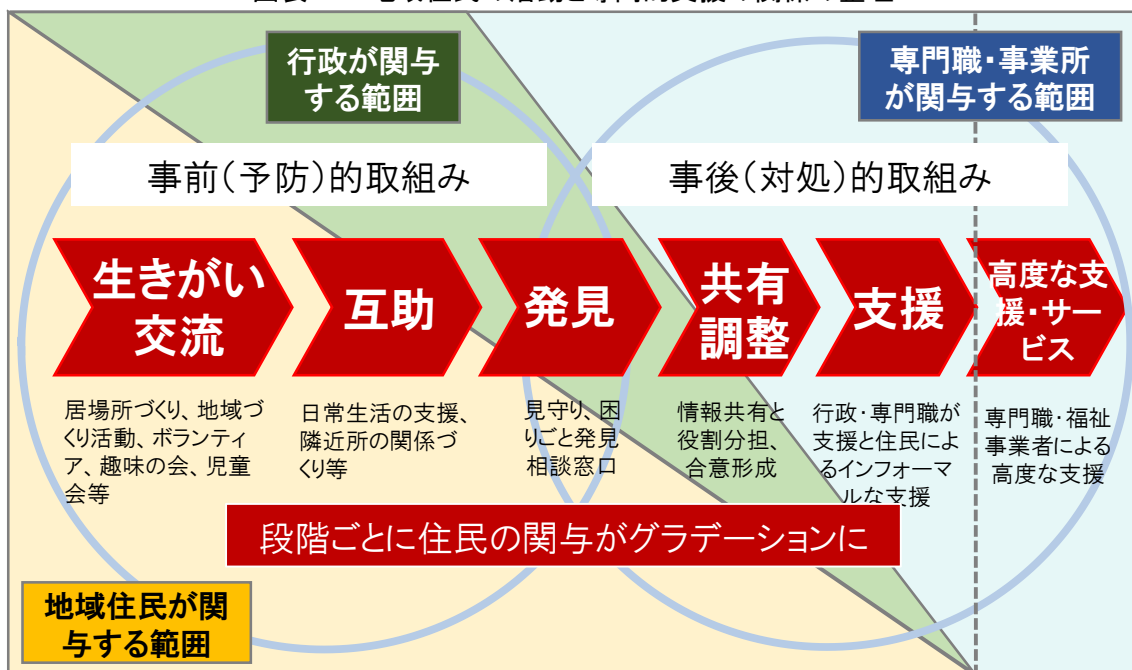 行政が関与
する範囲
専門職・事業所
が関与する範囲
事前(予防)的取組み
事後(対処)的取組み
生きがい
交流
互助
発見
共有
調整
支援
高度な支
援・サー
ビス
居場所づくり、地域づ
くり活動、ボランティ
ア、趣味の会、児童
会等
日常生活の支援、
隣近所の関係づ
くり等
見守り、困
りごと発見
相談窓口
情報共有と
役割分担、
合意形成
行政・専門職が
支援と住民によ
るインフォーマ
ルな支援
専門職・福祉
事業者による
高度な支援
段階ごとに住民の関与がグラデーションに
地域住民が関
与する範囲